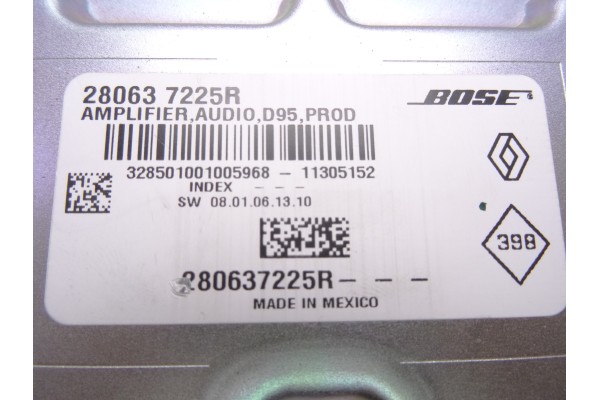 28063 7225R
BOSE
AMPLIFIER,AUDIO,D95,PROD
328501001005968 - 11305152
INDEX - - -
SW 08.01.06.13.10
398
280637225R- - -
MADE IN MEXICO